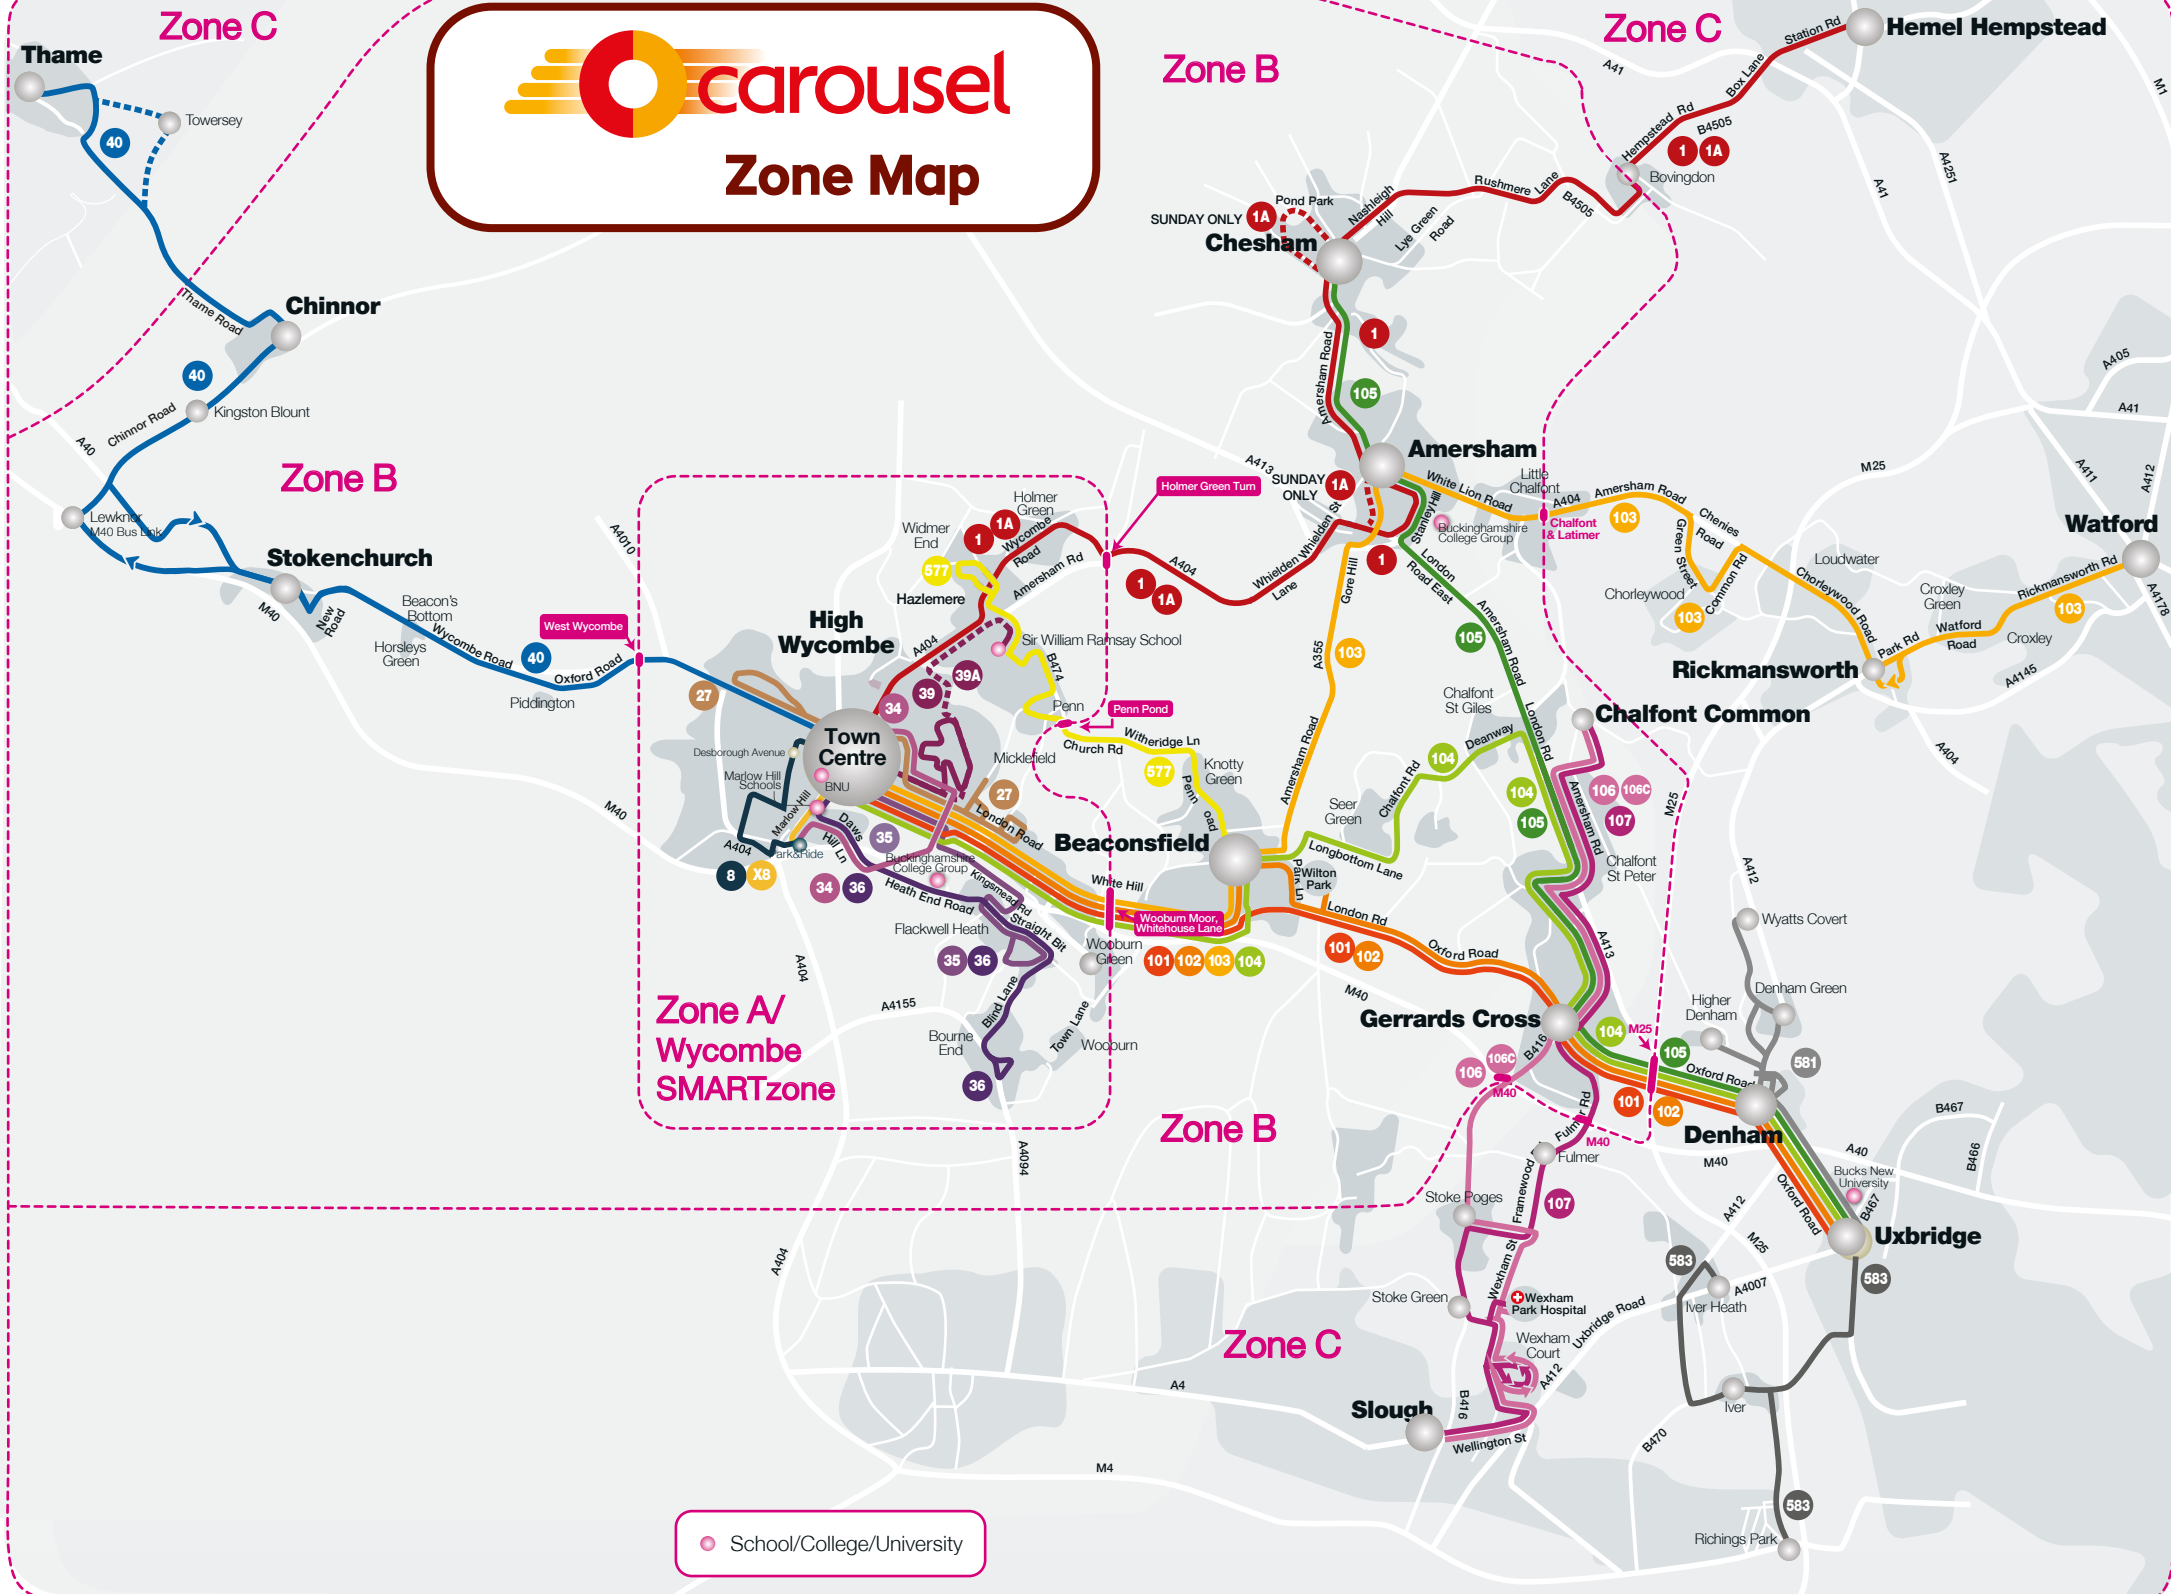 Zone C
Thame
Towersey
40
carousel
Zone Map
Zone B
Zone C
Hemel Hempstead
Station Rd
Box Lane
A41
M1
Hempstead Rd
B4505
1
1A
Bovingdon
A41
A4251
Pond Park
SUNDAY ONLY
1A
Chesham
Nashleigh
Hill
Lye Green
Road
Rushmere Lane
B4505
Thame Road
Chinnor
40
Kingston Blount
Chinnor Road
A40
Zone B
Lewknor
M40 Bus Link
Stokenchurch
M40
New
Road
Beacon's
Bottom
Horsleys
Green
Wycombe Road
40
Piddington
Oxford Road
West Wycombe
A4010
1
105
Amersham Road
Amersham
A413
SUNDAY
ONLY
1A
White Lion Road
Little
Chalfont
A404
Amersham Road
Chalfont
& Latimer
103
Chenies
Road
Green Street
Common Rd
Chorleywood
103
Loudwater
Chorleywood Road
Croxley
Green
Rickmansworth Rd
103
Watford
M25
A405
A41
A411
A412
A4178
Park Rd
Watford
Road
Croxley
Rickmansworth
A4145
A404
Holmer Green Turn
Holmer
Green
Widmer
End
1
1A
Wycombe
Road
577
Hazlemere
Amersham Rd
A404
1
1A
Whielden
Lane
Whielden St
Stanley Hill
Buckinghamshire
College Group
1
London
Road East
Gore Hill
A355
103
105
Amersham Road
High
Wycombe
27
A404
Sir William Ramsay School
39A
39
34
B474
Penn
Penn Pond
Town
Centre
Desborough Avenue
Marlow Hill
Schools
BNU
Marlow Hill
Micklefield
Church Rd
Witheridge Ln
577
Knotty
Green
Penn
oad
Amersham Road
Chalfont
St Giles
London Rd
Deanway
104
Chalfont Rd
104
105
Chalfont Common
106
106C
107
Amersham Rd
M25
27
London Road
Daws
Hill Ln
35
M40
A404
Park&Ride
8
X8
34
36
Buckinghamshire
College Group
Kingsmead Rd
Heath End Road
Straight Bit
Flackwell Heath
35
36
White Hill
Wooburn Moor,
Whitehouse Lane
Wooburn
Green
Beaconsfield
Seer
Green
Longbottom Lane
Park Ln
Wilton
Park
London Rd
101
102
103
104
101
102
Oxford Road
Chalfont
St Peter
A413
A412
Wyatts Covert
Denham Green
Higher
Denham
Zone A/
Wycombe
SMARTzone
A404
A4155
Blind Lane
Bourne
End
Town Lane
Wooburn
36
M40
Gerrards Cross
B416
106
106C
M40
104
M25
105
Oxford Road
581
101
102
Denham
Fulmer Rd
M40
Fulmer
Zone B
A4094
M40
A40
B467
B466
Bucks New
University
B467
Oxford Road
A412
M25
Uxbridge
Stoke Poges
Framewood
107
Wexham St
583
583
A4007
Iver Heath
Stoke Green
Wexham
Park Hospital
Uxbridge Road
Zone C
Wexham
Court
A412
A404
A4
B416
Slough
Wellington St
Iver
B470
M4
583
Richings Park
School/College/University